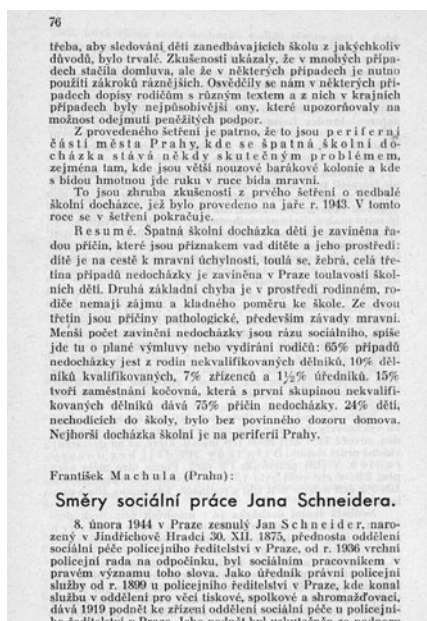 76
třeba, aby sledování dětí zanedbávajících školu z jakýchkoliv
důvodů, bylo trvalé. Zkušenosti ukázaly, že v mnohých přípa-
dech stačila domluva, ale že v některých případech je nutno
použíti zákroků ráznějších. Osvědčily se nám v některých pří-
padech dopisy rodičům s různým textem a z nich v krajních
případech byly nejpůsobivější ony, které upozorňovaly na
možnost odejmutí peněžitých podpor.
Z provedeného šetření je patrno, že to jsou periferní
části města Prahy, kde se špatná školní do-
cházka stává někdy skutečným problémem,
zejména tam, kde jsou větší nouzové barákové kolonie a kde
s bídou hmotnou jde ruku v ruce bída mravní.
To jsou zhruba zkušenosti z prvého šetření o nedbalé
školní docházce, jež bylo provedeno na jaře r. 1943. V tomto
roce se v šetření pokračuje.
Resumé. Špatná školní docházka dětí je zaviněna řa-
dou příčin, které jsou příznakem vad dítěte a jeho prostředí:
dítě je na cestě k mravní úchylnosti, toulá se, žebrá, celá tře-
tina případů nedocházky je zaviněna v Praze toulavostí škol-
ních dětí. Druhá základní chyba je v prostředí rodinném, ro-
diče nemají zájmu a kladného poměru ke škole. Ze dvou
třetin jsou příčiny pathologické, především závady mravní.
Menší počet zavinění nedocházky jsou rázu sociálního, spíše
jde tu o plané výmluvy nebo vydírání rodičů: 65% případů
nedocházky jest z rodin nekvalifikovaných dělníků, 10% děl-
níků kvalifikovaných, 7% zřízenců a 1½% úředníků. 15%
tvoří zaměstnání kočovná, která s první skupinou nekvalifi-
kovaných dělníků dává 75% příčin nedocházky. 24% dětí,
nechodících do školy, bylo bez povinného dozoru domova.
Nejhorší docházka školní je na periferii Prahy.
František Machula (Praha):
Směry sociální práce Jana Schneidera.
8. února 1944 v Praze zesnulý Jan Schneider, naro-
zený v Jindřichově Hradci 30. XII. 1875, přednosta oddělení
sociální péče policejního ředitelství v Praze, od r. 1936 vrchní
policejní rada na odpočinku, byl sociálním pracovníkem v
pravém významu toho slova. Jako úředník právní policejní
služby od r. 1899 u policejního ředitelství v Praze, kde konal
službu v oddělení pro věci tiskové, spolkové a shromažďovací,
dává 1919 podnět ke zřízení oddělení sociální péče u policejní-
ho ředitelství v Praze. Jeho podnět byl uskutečněn za podpory